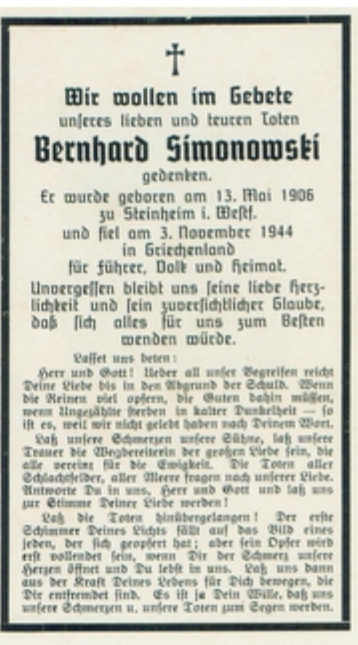 Wir wollen im Gebete
unseres lieben und teuren Toten
Bernhard Simonowski
gedenken.
Er wurde geboren am 13. Mai 1906
zu Steinheim i. Westf.
und fiel am 3. November 1944
in Griechenland
für Führer, Volk und Heimat.
Unvergessen bleibt uns seine liebe Herz-
lichkeit und sein zuversichtlicher Glaube,
daß sich alles für uns zum Besten
wenden würde.
Lasset uns beten:
Herr und Gott! Ueber all unser Begreifen reicht
Deine Liebe bis in den Abgrund der Schuld. Wenn
die Reinen viel opfern, die Guten dahin müssen,
wenn Ungezählte sterben in kalter Dunkelheit — so
ist es, weil wir nicht gelebt haben nach Deinem Wort.
Laß unsere Schmerzen unsere Sühne, laß unsere
Trauer die Wegbereiterin der großen Liebe sein, die
alle vereint für die Ewigkeit. Die Toten aller
Schlachtfelder, aller Meere fragen nach unserer Liebe.
Antworte Du in uns, Herr und Gott und laß uns
zur Stimme Deiner Liebe werden!
Laß die Toten hinübergelangen! Der erste
Schimmer Deines Lichts fällt auf das Bild eines
jeden, der sich geopfert hat; aber sein Opfer wird
erst vollendet sein, wenn Dir der Schmerz unsere
Herzen öffnet und Du lebst in uns. Laß uns dann
aus der Kraft Deines Lebens für Dich bewegen, die
Dir entfremdet sind. Es ist ja Dein Wille, daß uns
unsere Schmerzen u. unsere Toten zum Segen werden.